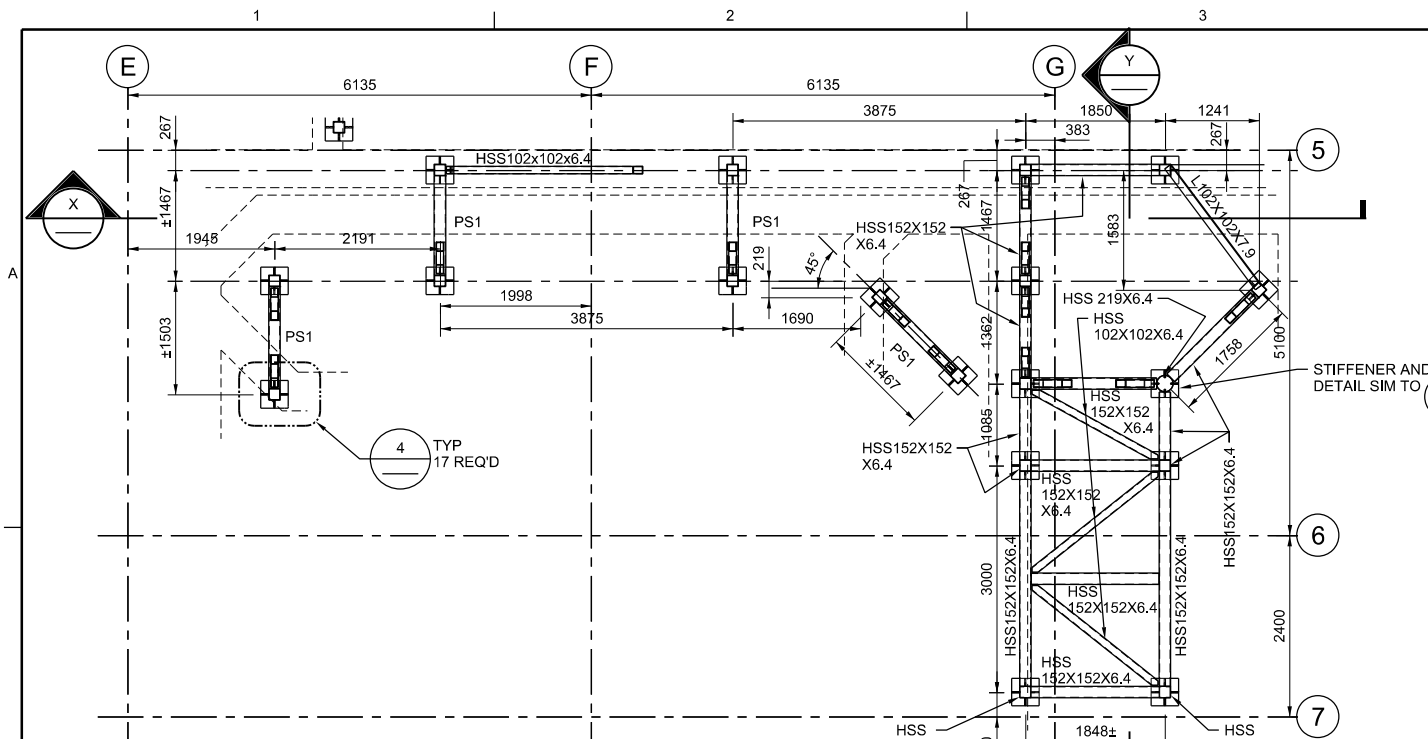 1
2
3
A
E
F
G
Y
X
5
6
7
6135
6135
3875
1850
1241
383
267
267
267
HSS102x102x6.4
±1467
PS1
PS1
1467
1583
L102X102X7.9
HSS152X152
X6.4
1945
2191
219
45°
1998
3875
1690
HSS 219X6.4
HSS
102X102X6.4
1362
5100
±1503
PS1
PS1
±1467
1758
STIFFENER AND
DETAIL SIM TO
HSS
152X152
X6.4
1085
4
TYP
17 REQ'D
HSS152X152
X6.4
HSS
152X152
X6.4
HSS152X152X6.4
HSS152X152X6.4
HSS152X152X6.4
3000
HSS
152X152X6.4
2400
HSS
152X152X6.4
HSS
HSS
1848±